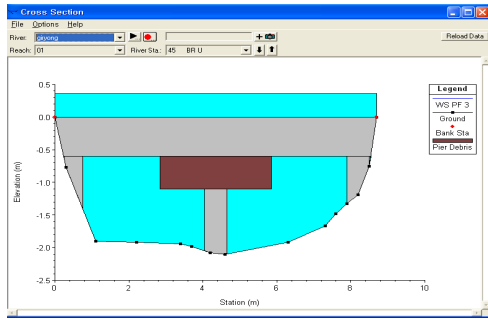 Cross Section
File Options Help
River: giyong
Reload Data
Reach: 01 River Sta.: 45 BR U
Legend
WS PF 3
Ground
Bank Sta
Pier Debris
Elevation (m)
0.5
0.0
-0.5
-1.0
-1.5
-2.0
-2.5
0 2 4 6 8 10
Station (m)